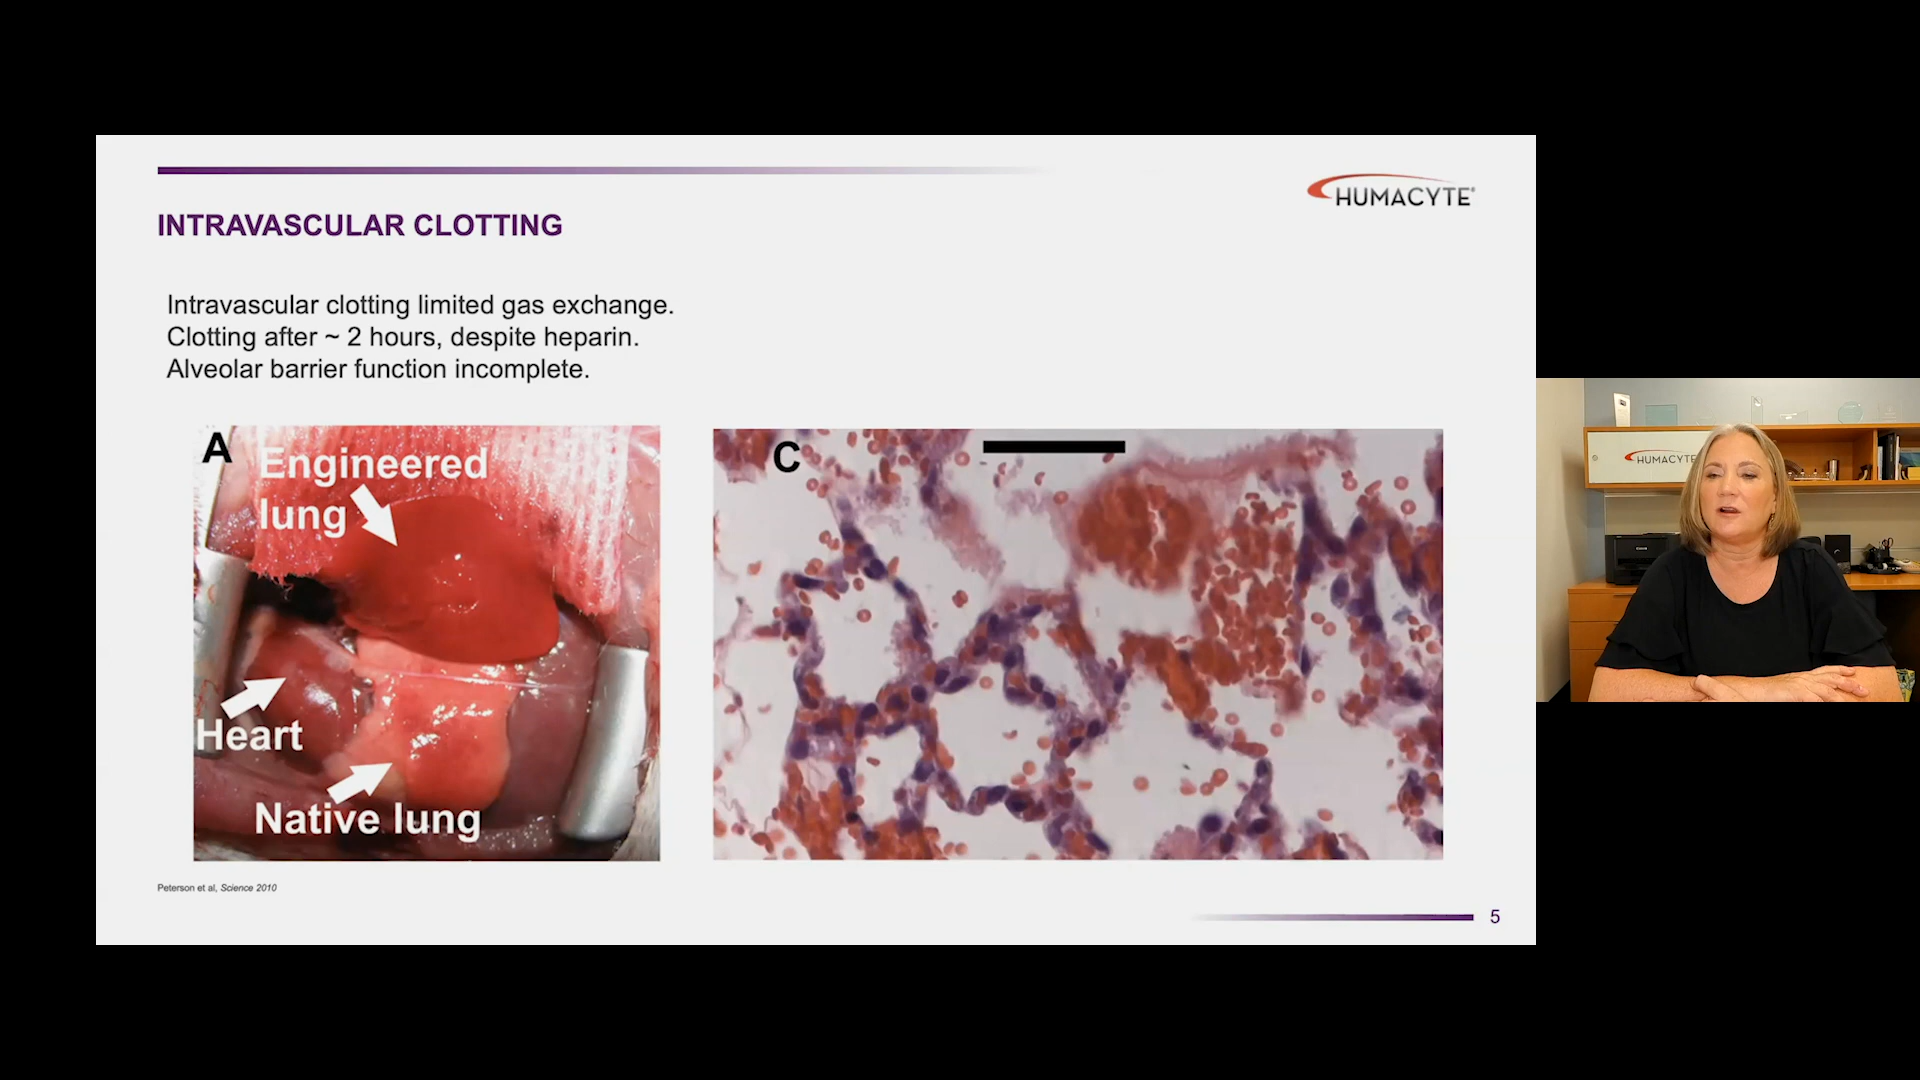 HUMACYTE
INTRAVASCULAR CLOTTING
Intravascular clotting limited gas exchange.
Clotting after ~ 2 hours, despite heparin.
Alveolar barrier function incomplete.
A
Engineered
lung
Heart
Native lung
C
HUMACYTE
Peterson et al, Science 2010
5